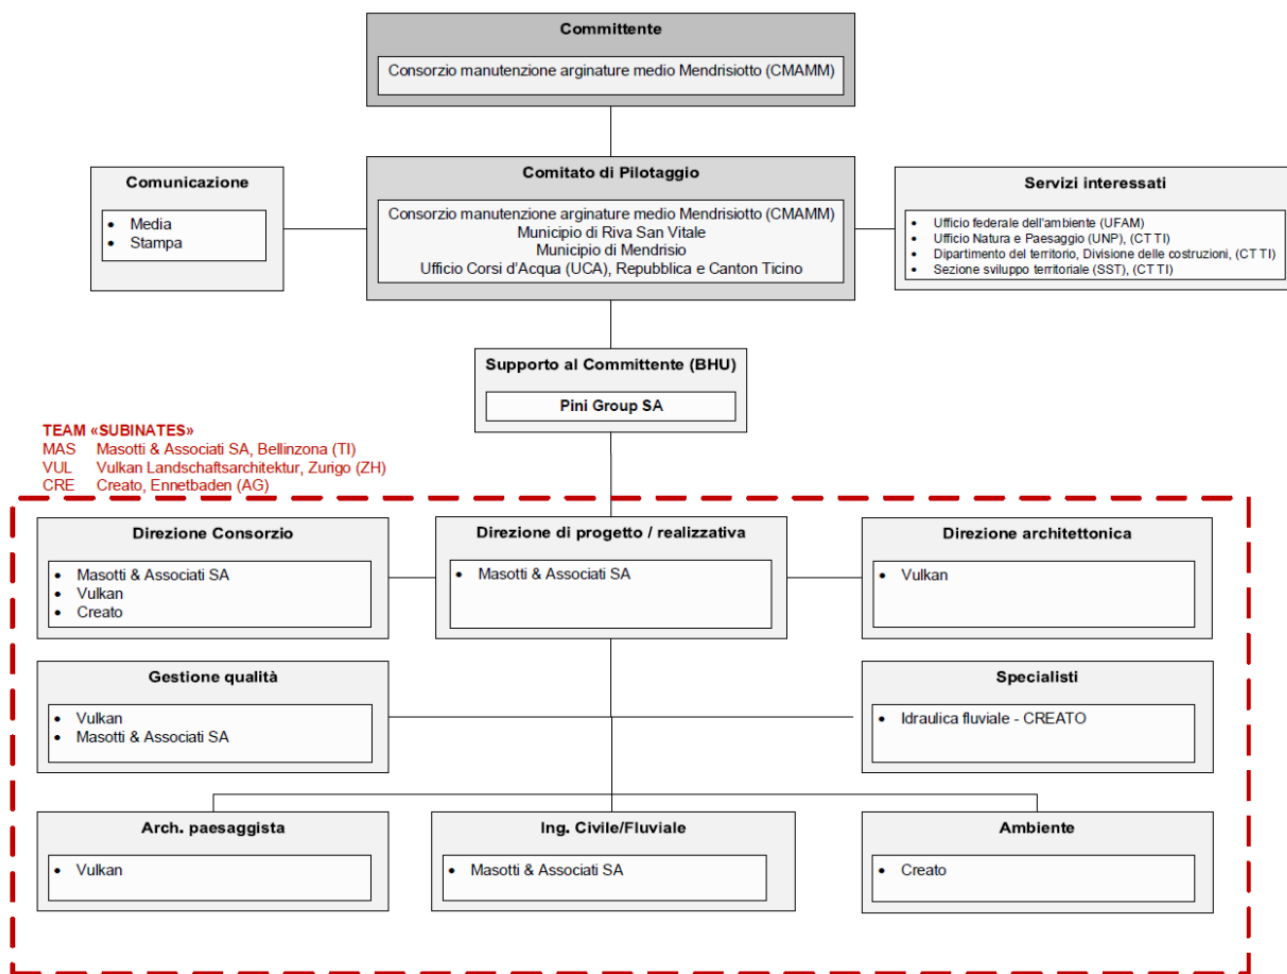 Committente
Consorzio manutenzione arginature medio Mendrisiotto (CMAMM)
Comunicazione
• Media
• Stampa
Comitato di Pilotaggio
Consorzio manutenzione arginature medio Mendrisiotto (CMAMM)
Municipio di Riva San Vitale
Municipio di Mendrisio
Ufficio Corsi d'Acqua (UCA), Repubblica e Canton Ticino
Servizi interessati
• Ufficio federale dell'ambiente (UFAM)
• Ufficio Natura e Paesaggio (UNP), (CT TI)
• Dipartimento del territorio, Divisione delle costruzioni, (CT TI)
• Sezione sviluppo territoriale (SST), (CT TI)
Supporto al Committente (BHU)
Pini Group SA
TEAM «SUBINATES»
MAS Masotti & Associati SA, Bellinzona (TI)
VUL Vulkan Landschaftsarchitektur, Zurigo (ZH)
CRE Creato, Ennetbaden (AG)
Direzione Consorzio
• Masotti & Associati SA
• Vulkan
• Creato
Direzione di progetto / realizzativa
• Masotti & Associati SA
Direzione architettonica
• Vulkan
Gestione qualità
• Vulkan
• Masotti & Associati SA
Specialisti
• Idraulica fluviale - CREATO
Arch. paesaggista
• Vulkan
Ing. Civile/Fluviale
• Masotti & Associati SA
Ambiente
• Creato